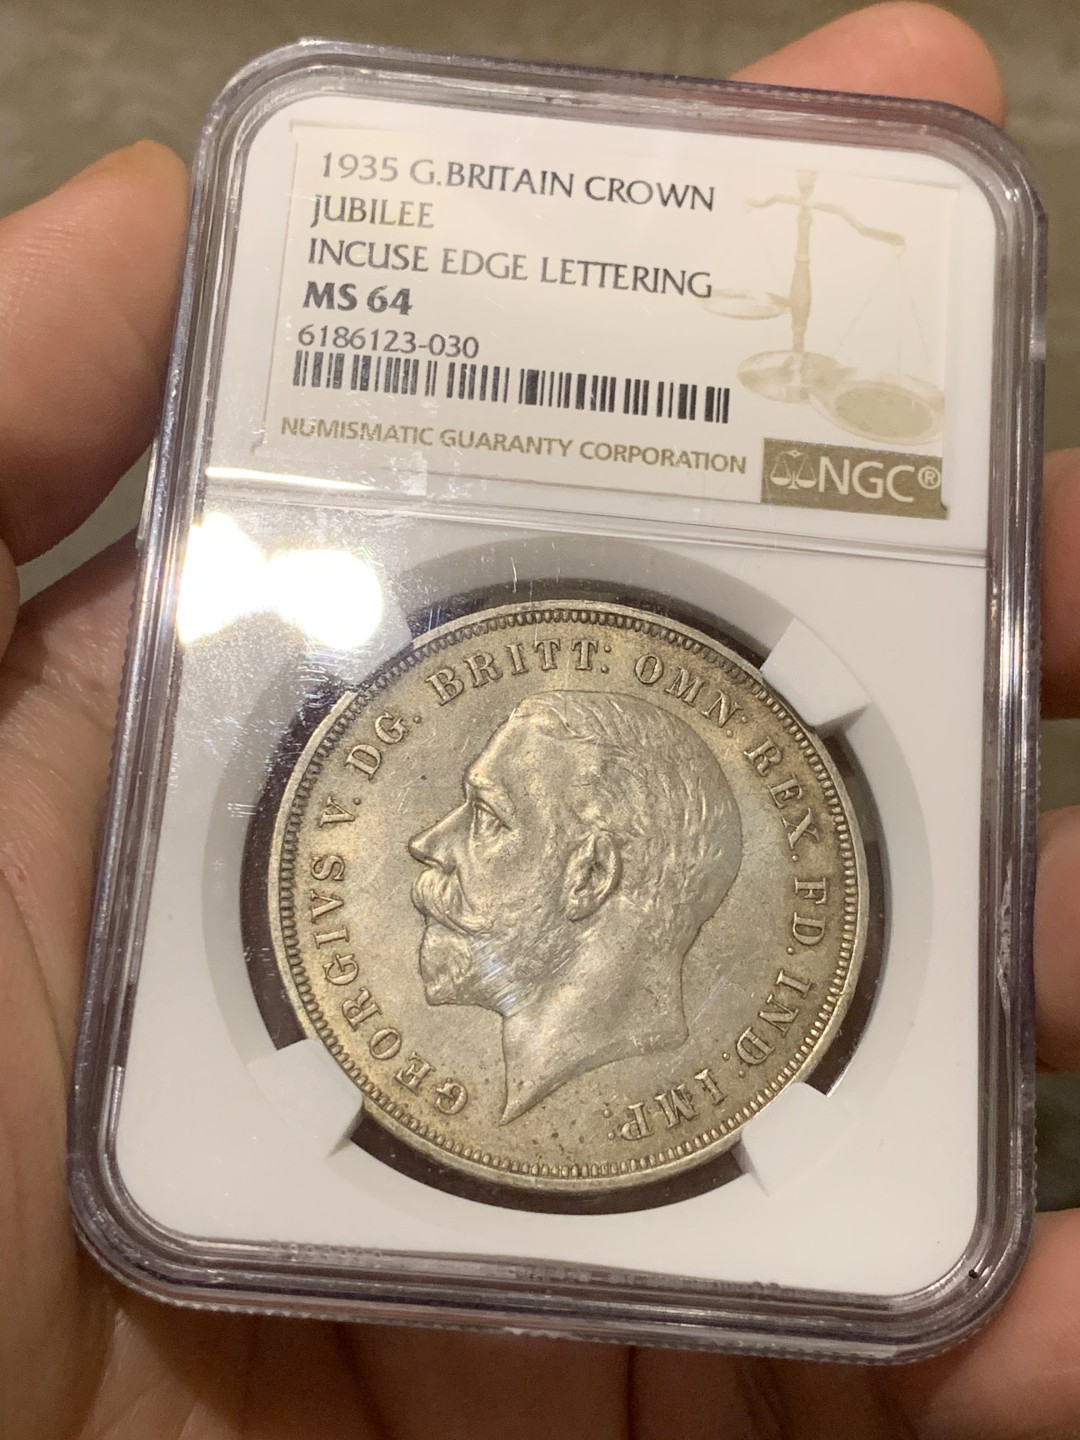 1935 G.BRITAIN CROWN
JUBILEE
INCUSE EDGE LETTERING
MS 64
6186123-030
NUMISMATIC GUARANTY CORPORATION
NGC®
GEORGIVS V. DG. BRITT: OMN: REX. FD. IND: IMP: